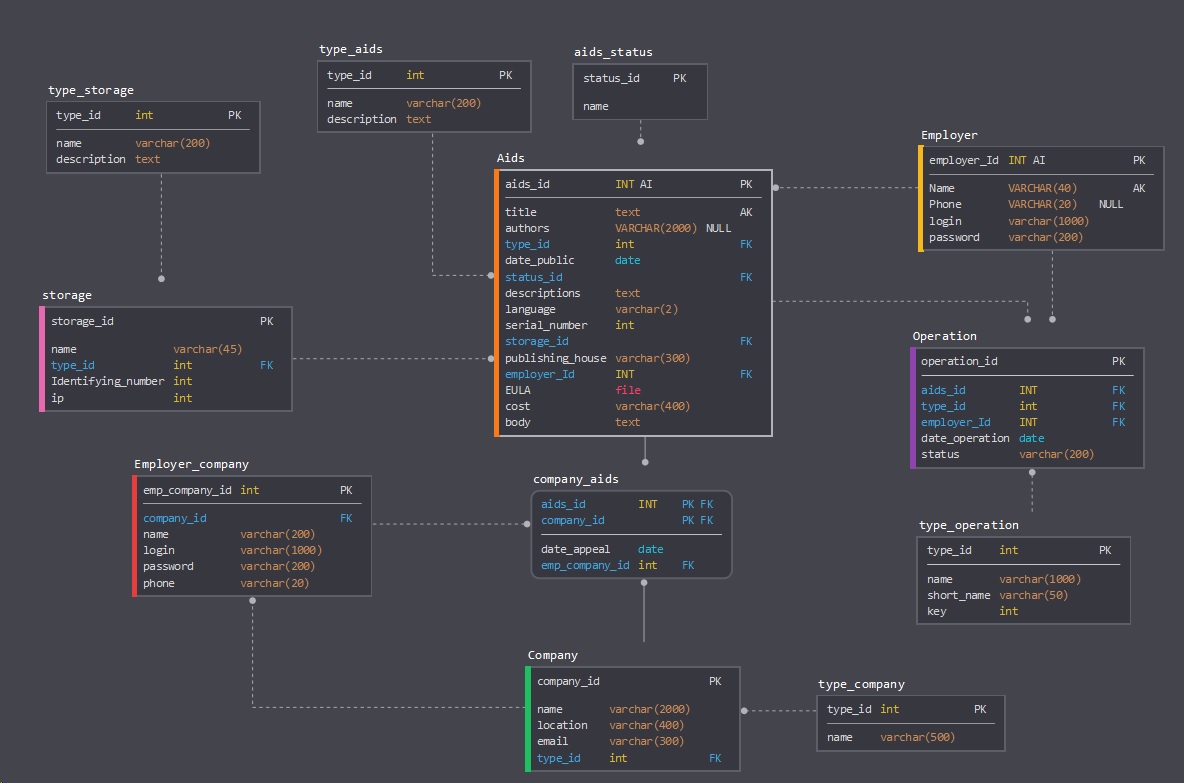 type_storage
type_id int PK
name varchar(200)
description text
type_aids
type_id int PK
name varchar(200)
description text
aids_status
status_id PK
name
Employer
employer_Id INT AI PK
Name VARCHAR(40) AK
Phone VARCHAR(20) NULL
login varchar(1000)
password varchar(200)
Aids
aids_id INT AI PK
title text AK
authors VARCHAR(2000) NULL
type_id int FK
date_public date
status_id FK
descriptions text
language varchar(2)
serial_number int
storage_id FK
publishing_house varchar(300)
employer_Id INT FK
EULA file
cost varchar(400)
body text
storage
storage_id PK
name varchar(45)
type_id int FK
Identifying_number int
ip int
Operation
operation_id PK
aids_id INT FK
type_id int FK
employer_Id INT FK
date_operation date
status varchar(200)
Employer_company
emp_company_id int PK
company_id FK
name varchar(200)
login varchar(1000)
password varchar(200)
phone varchar(20)
company_aids
aids_id INT PK FK
company_id PK FK
date_appeal date
emp_company_id int FK
type_operation
type_id int PK
name varchar(1000)
short_name varchar(50)
key int
Company
company_id PK
name varchar(2000)
location varchar(400)
email varchar(300)
type_id int FK
type_company
type_id int PK
name varchar(500)